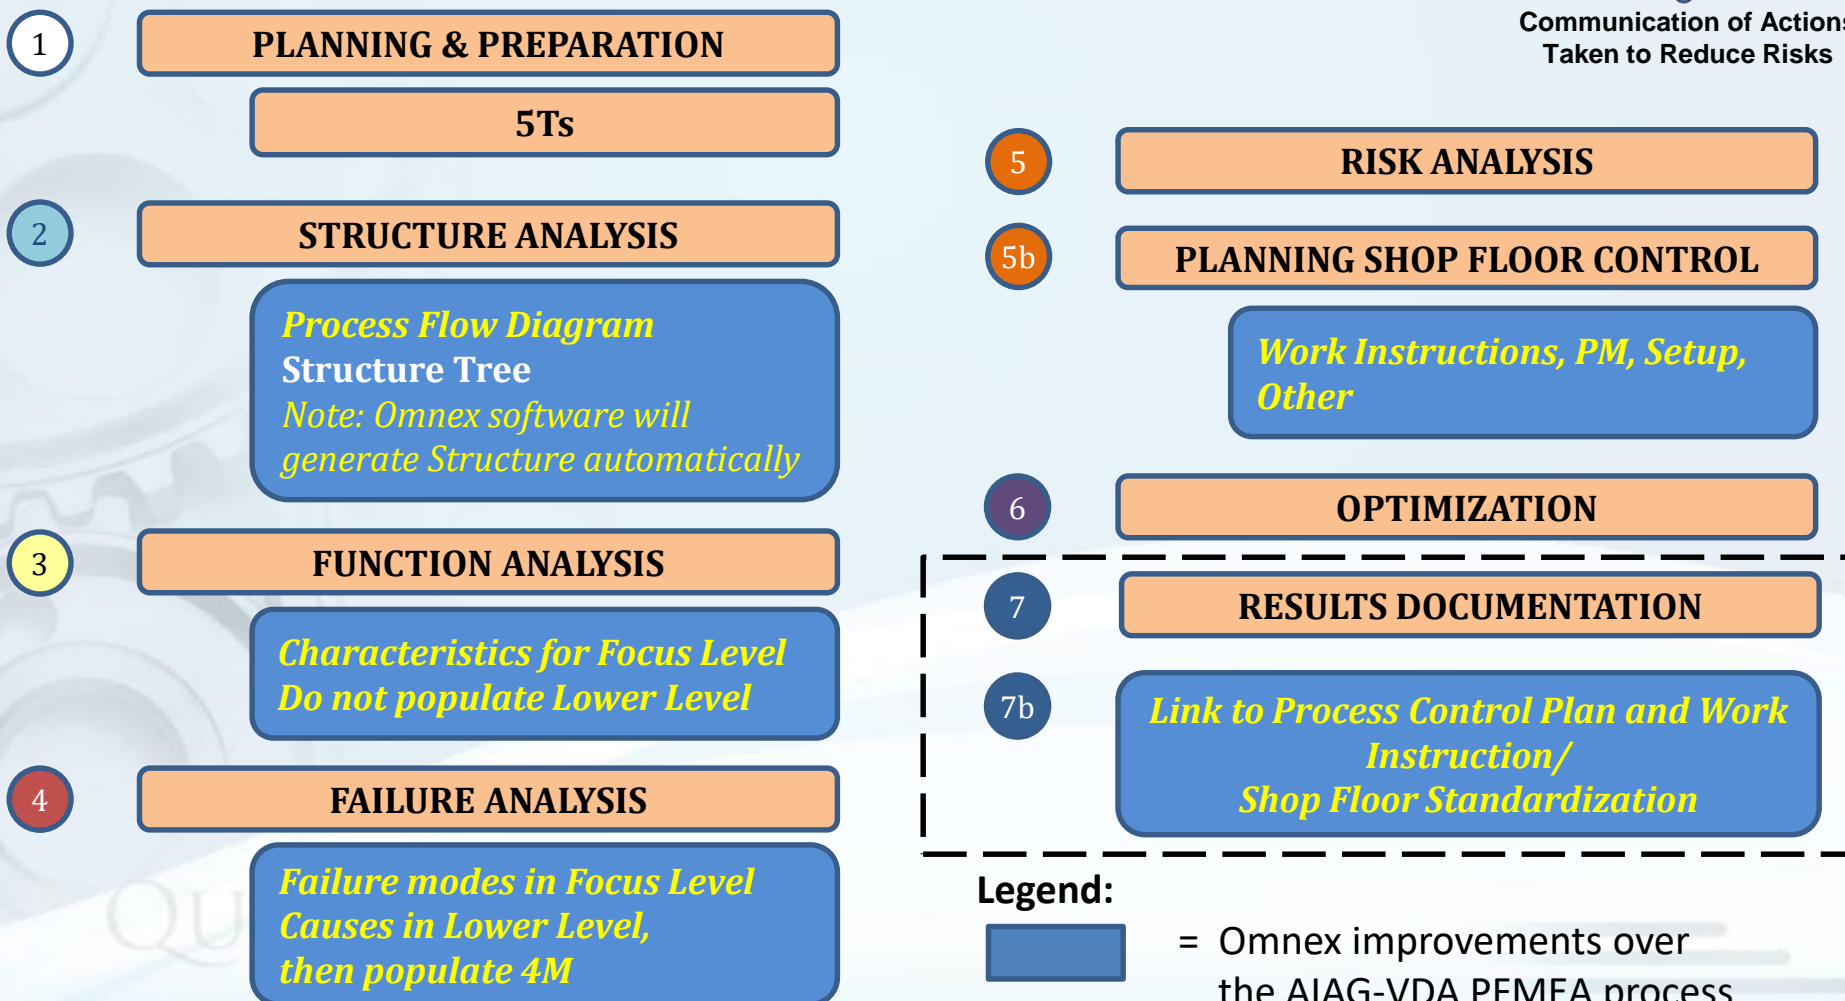 1
PLANNING & PREPARATION
5Ts
2
STRUCTURE ANALYSIS
Process Flow Diagram
Structure Tree
Note: Omnex software will
generate Structure automatically
3
FUNCTION ANALYSIS
Characteristics for Focus Level
Do not populate Lower Level
4
FAILURE ANALYSIS
Failure modes in Focus Level
Causes in Lower Level,
then populate 4M
QU
Communication of Actions
Taken to Reduce Risks
5
RISK ANALYSIS
5b
PLANNING SHOP FLOOR CONTROL
Work Instructions, PM, Setup,
Other
6
OPTIMIZATION
7
RESULTS DOCUMENTATION
7b
Link to Process Control Plan and Work
Instruction/
Shop Floor Standardization
Legend:
= Omnex improvements over
the AIAG-VDA PFMEA process